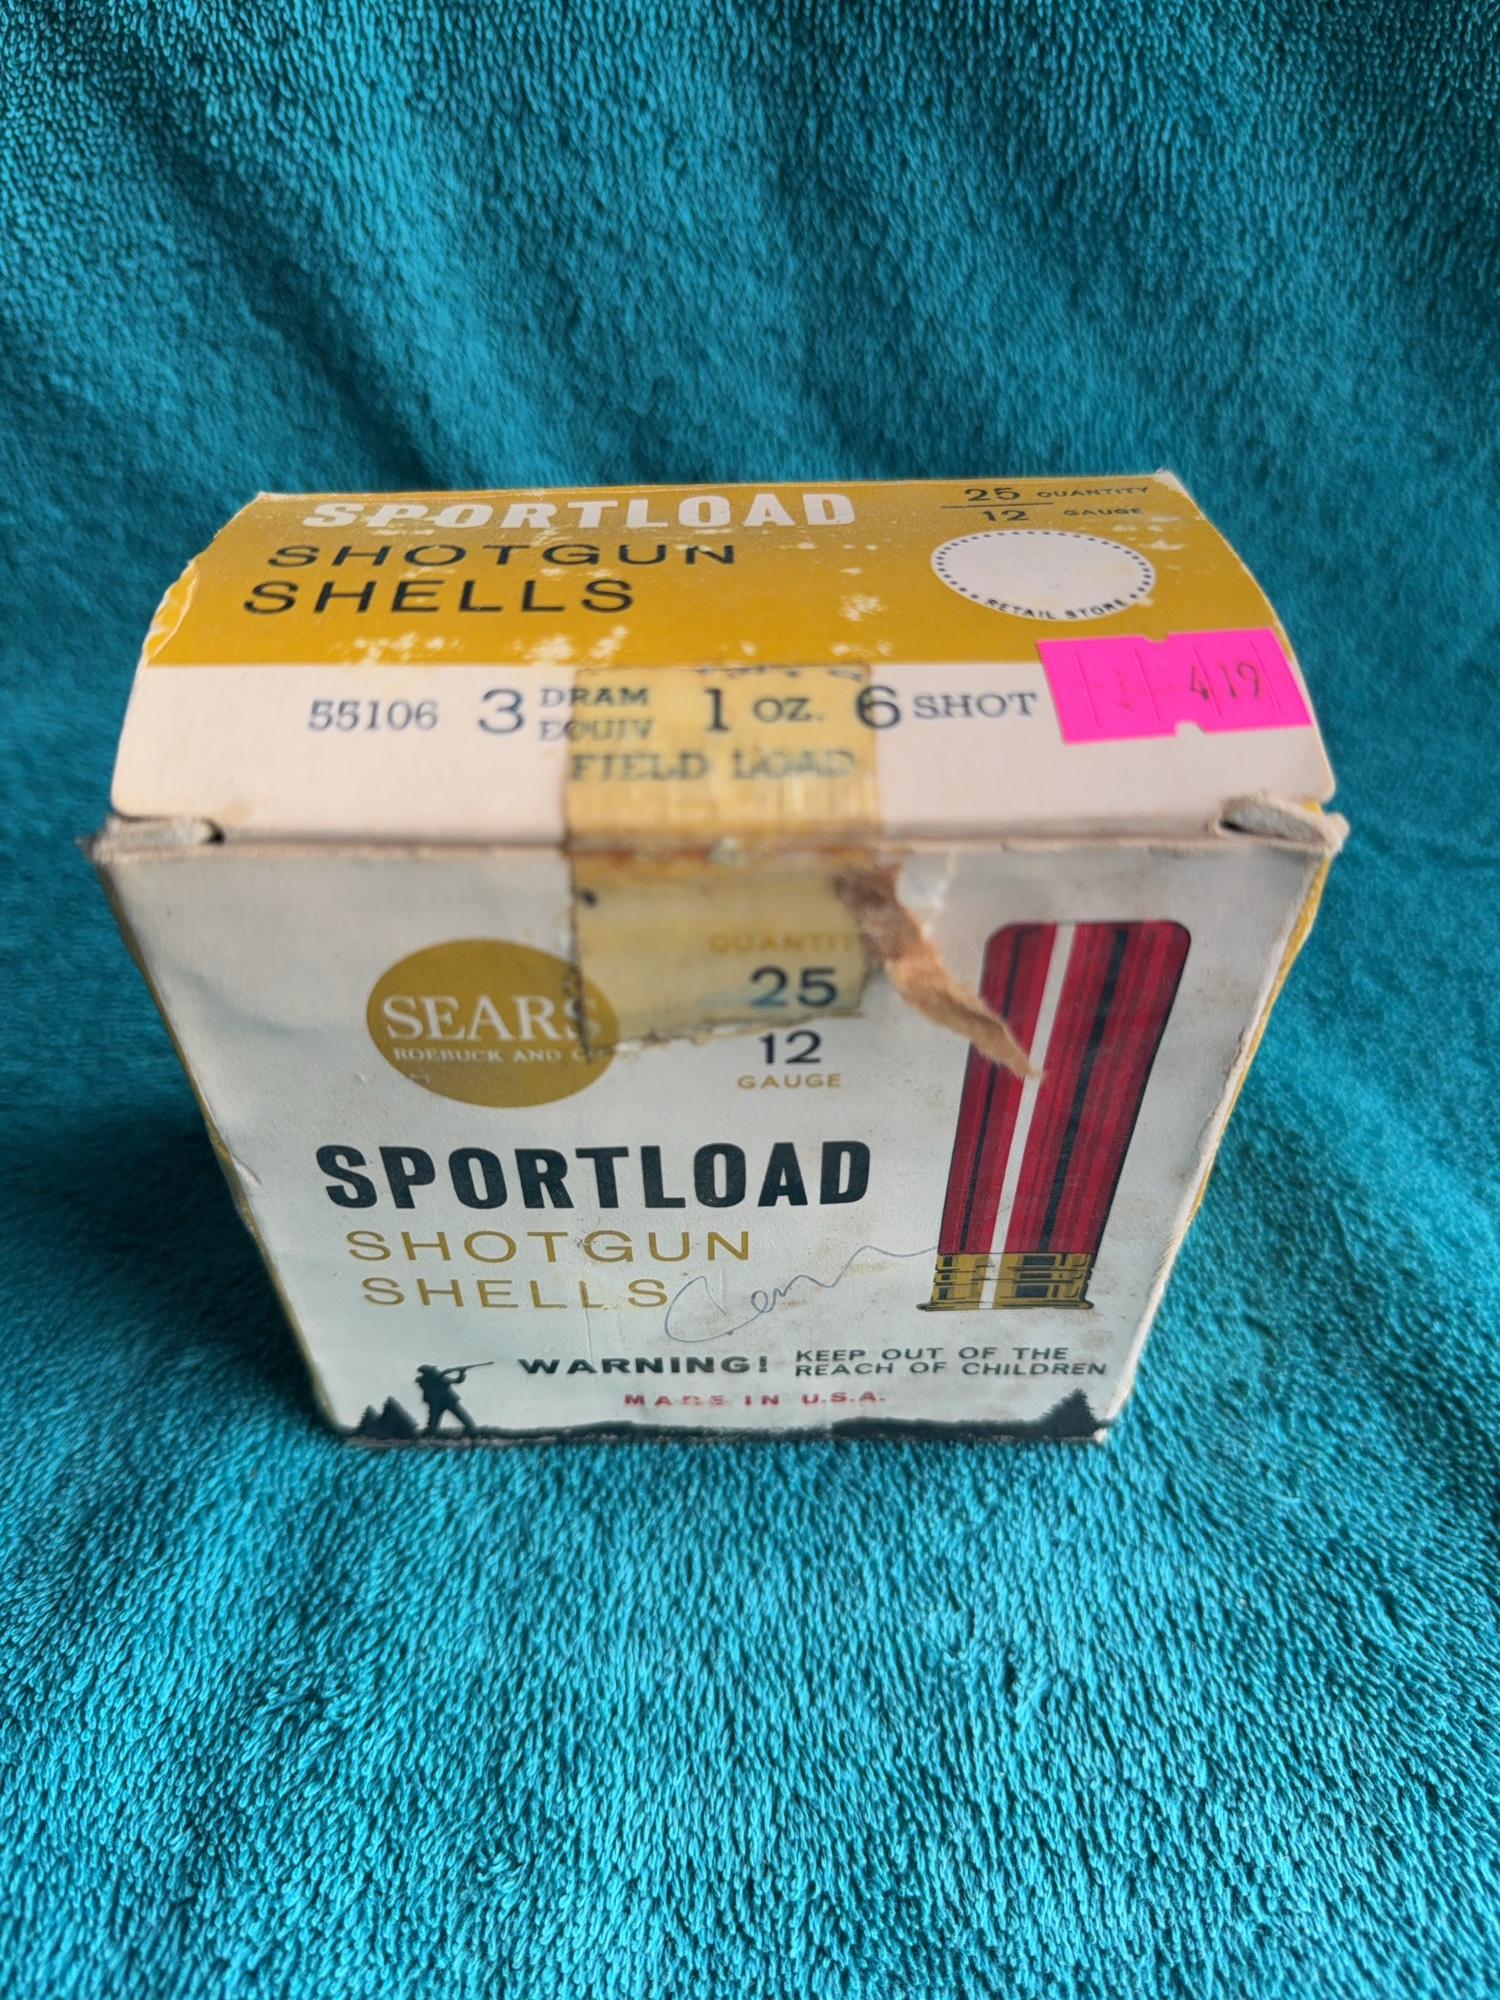 SPORTLOAD
25 QUANTITY
12 GAUGE
SHOTGUN
SHELLS
RETAIL STORE
55106 3 DRAM EQUIV 1 OZ. 6 SHOT
FIELD LOAD
419
QUANTIT
25
12
GAUGE
SEARS
ROEBUCK AND
SPORTLOAD
SHOTGUN
SHELLS
WARNING! KEEP OUT OF THE
REACH OF CHILDREN
MADE IN U.S.A.